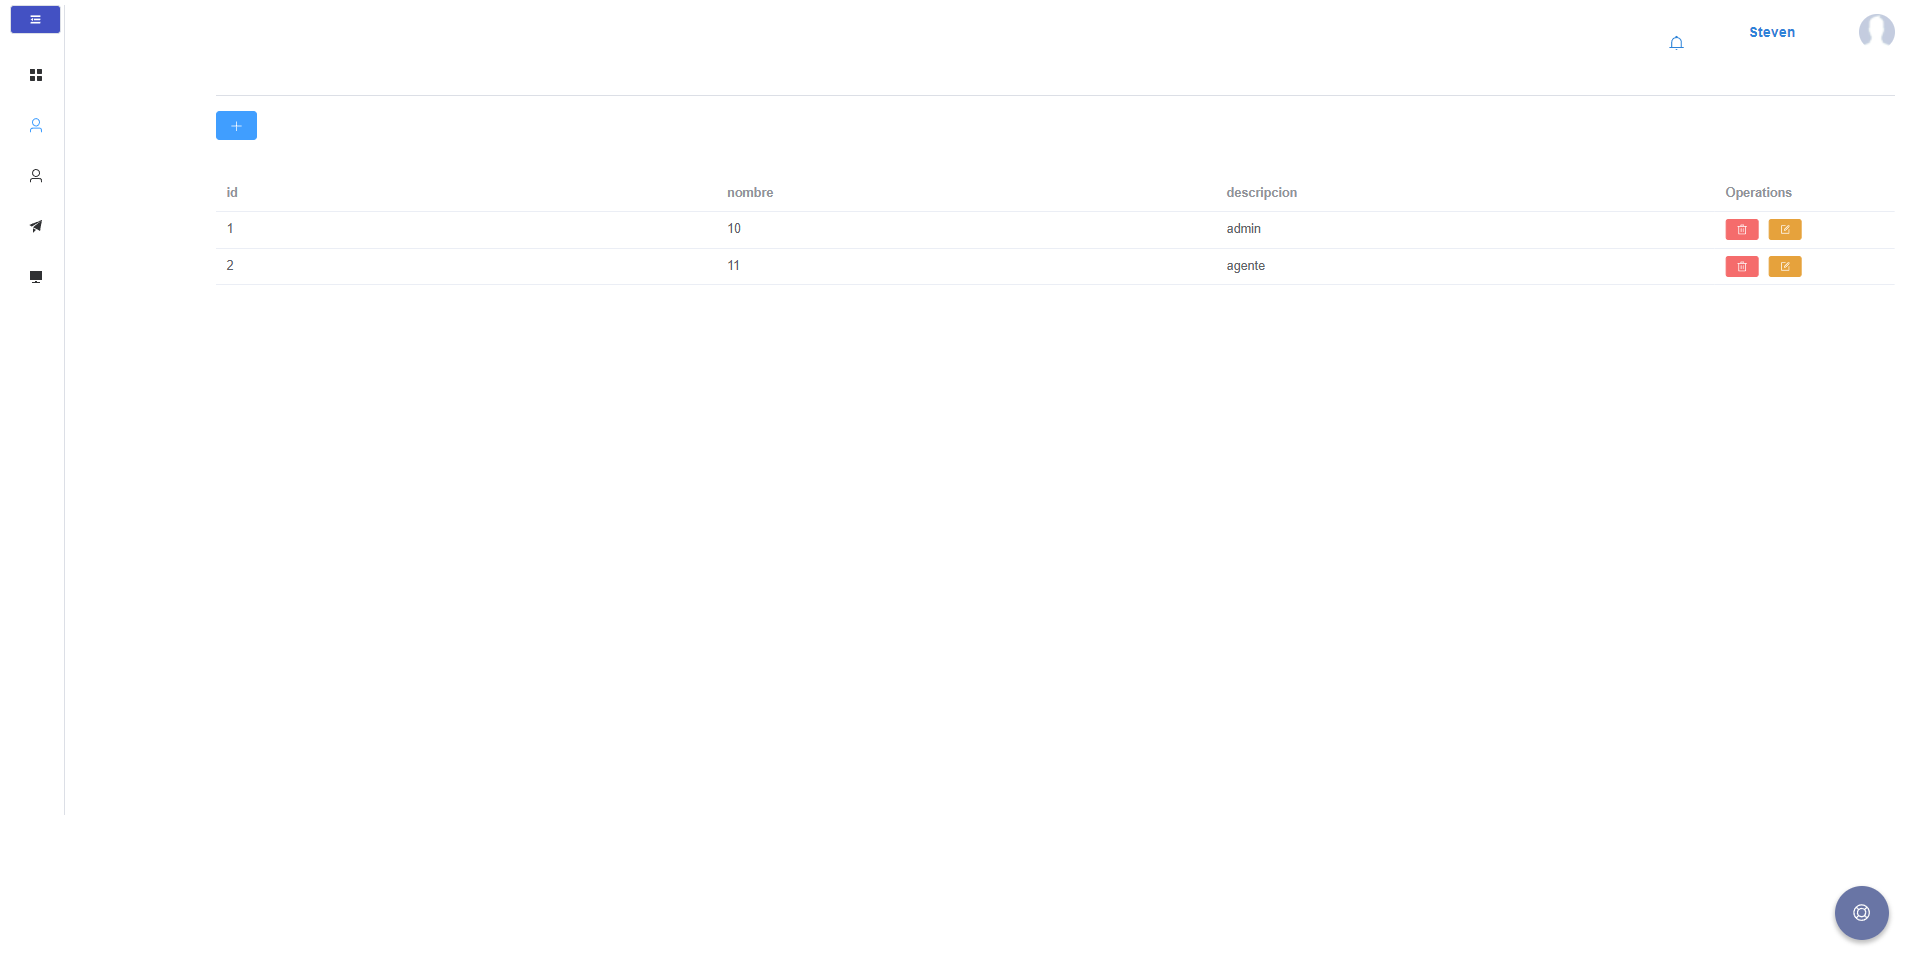 Steven
id nombre descripcion Operations
1 10 admin
2 11 agente